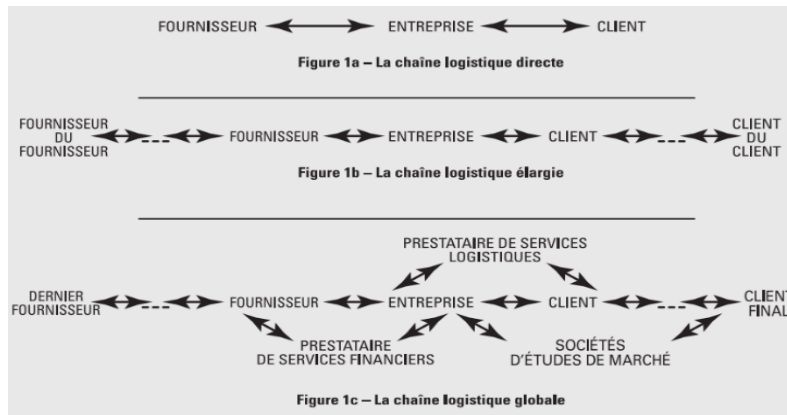 FOURNISSEUR ENTREPRISE CLIENT
Figure 1a – La chaîne logistique directe
FOURNISSEUR
DU
FOURNISSEUR
--- FOURNISSEUR ENTREPRISE CLIENT ---
CLIENT
DU
CLIENT
Figure 1b – La chaîne logistique élargie
PRESTATAIRE DE SERVICES
LOGISTIQUES
DERNIER
FOURNISSEUR
--- FOURNISSEUR ENTREPRISE CLIENT ---
CLIENT
FINAL
PRESTATAIRE
DE SERVICES FINANCIERS
SOCIÉTÉS
D'ÉTUDES DE MARCHÉ
Figure 1c – La chaîne logistique globale